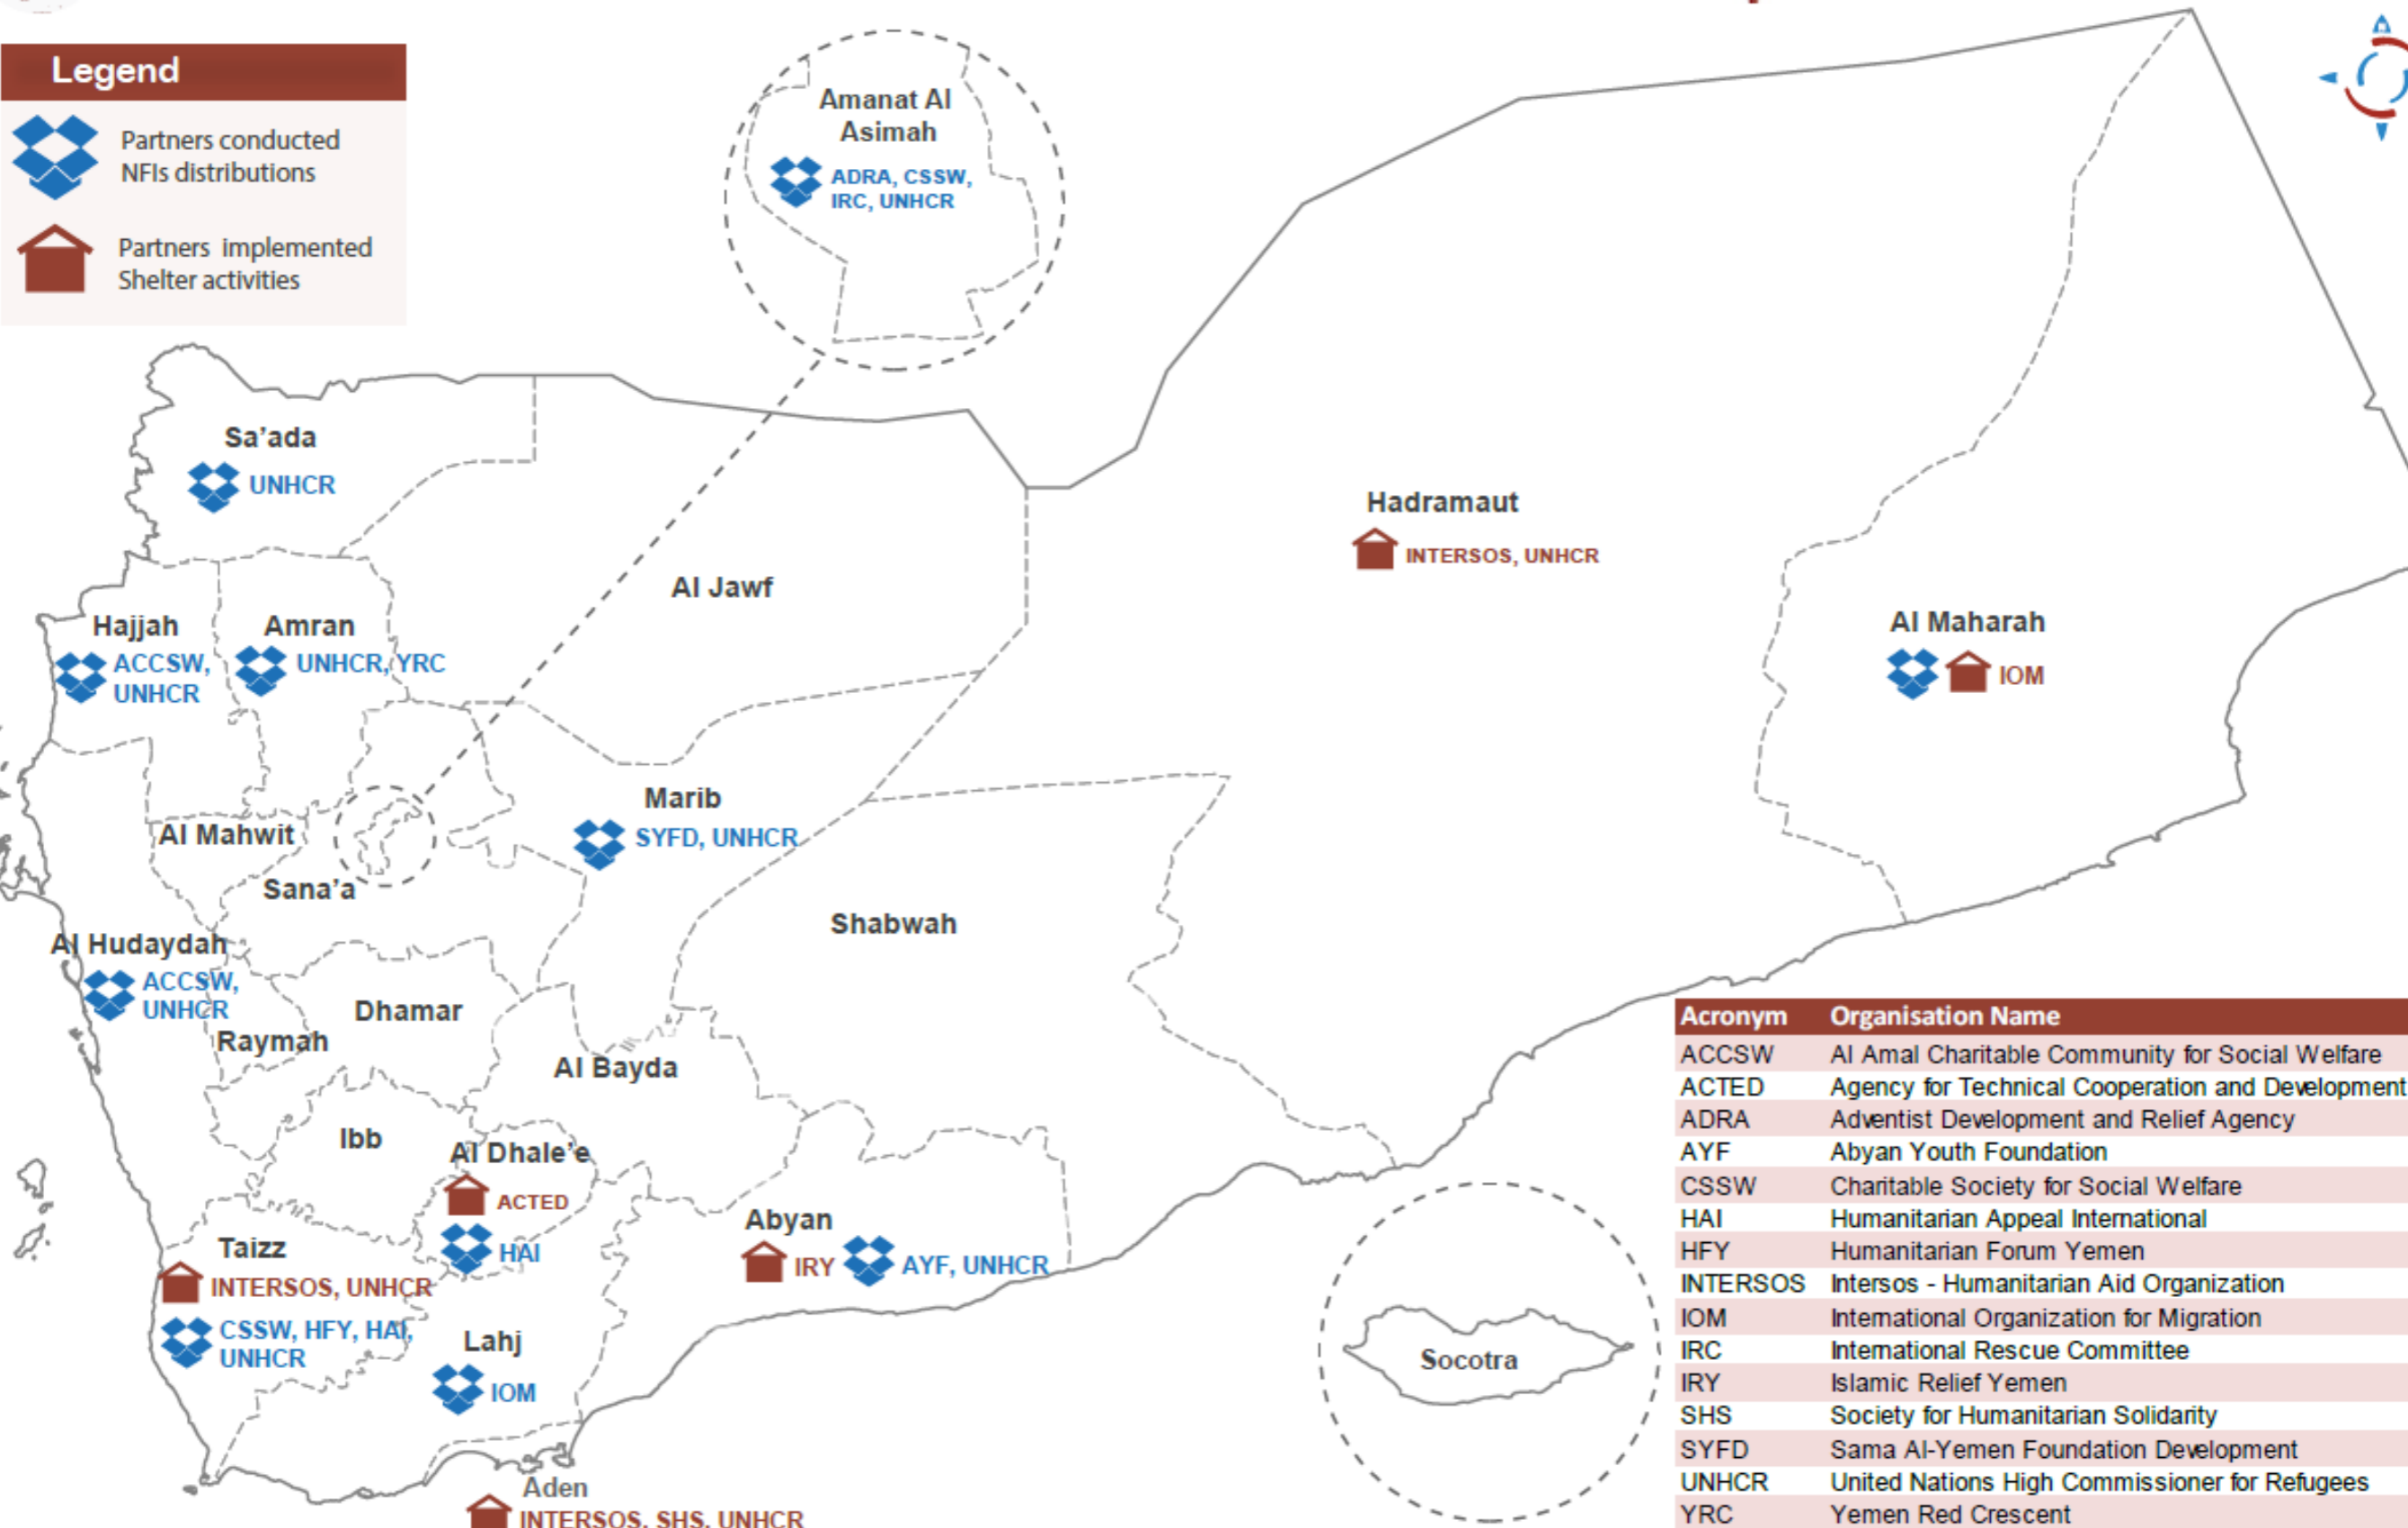 Legend
Partners conducted
NFIs distributions
Partners implemented
Shelter activities
Amanat Al
Asimah
ADRA, CSSW,
IRC, UNHCR
Sa'ada
UNHCR
Hadramaut
INTERSOS, UNHCR
Al Jawf
Hajjah
ACCSW,
UNHCR
Amran
UNHCR, YRC
Al Maharah
IOM
Marib
SYFD, UNHCR
Al Mahwit
Sana'a
Shabwah
Al Hudaydah
ACCSW,
UNHCR
Dhamar
Raymah
Al Bayda
Ibb
Al Dhale'e
ACTED
HAI
Abyan
IRY
AYF, UNHCR
Taizz
INTERSOS, UNHCR
CSSW, HFY, HAI,
UNHCR
Lahj
IOM
Socotra
Aden
INTERSOS, SHS, UNHCR
Acronym Organisation Name
ACCSW Al Amal Charitable Community for Social Welfare
ACTED Agency for Technical Cooperation and Development
ADRA Adventist Development and Relief Agency
AYF Abyan Youth Foundation
CSSW Charitable Society for Social Welfare
HAI Humanitarian Appeal International
HFY Humanitarian Forum Yemen
INTERSOS Intersos - Humanitarian Aid Organization
IOM International Organization for Migration
IRC International Rescue Committee
IRY Islamic Relief Yemen
SHS Society for Humanitarian Solidarity
SYFD Sama Al-Yemen Foundation Development
UNHCR United Nations High Commissioner for Refugees
YRC Yemen Red Crescent